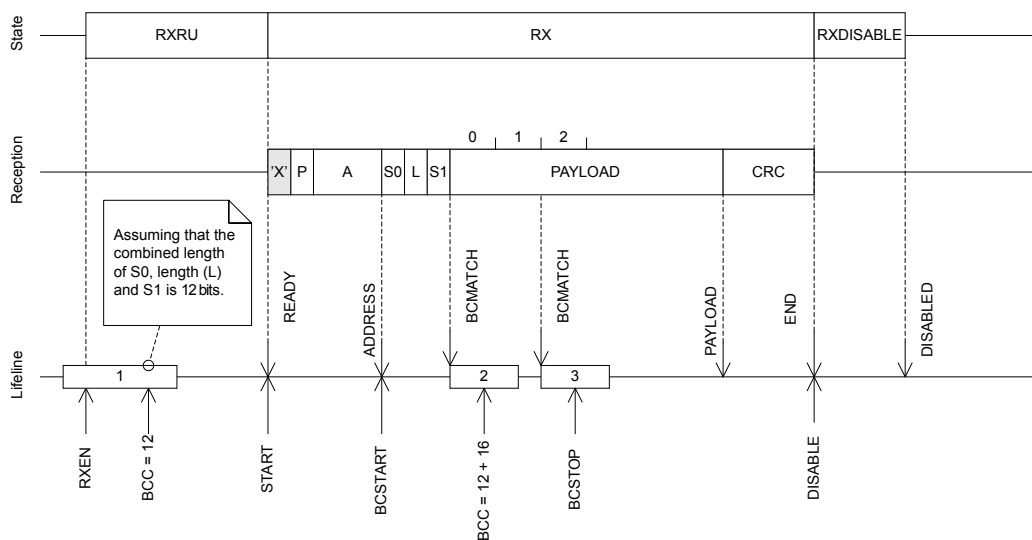 State
RXRU
RX
RXDISABLE
0
1
2
Reception
'X'
P
A
S0
L
S1
PAYLOAD
CRC
Assuming that the
combined length
of S0, length (L)
and S1 is 12 bits.
READY
ADDRESS
BCMATCH
BCMATCH
PAYLOAD
END
DISABLED
Lifeline
1
2
3
RXEN
BCC = 12
START
BCSTART
BCC = 12 + 16
BCSTOP
DISABLE